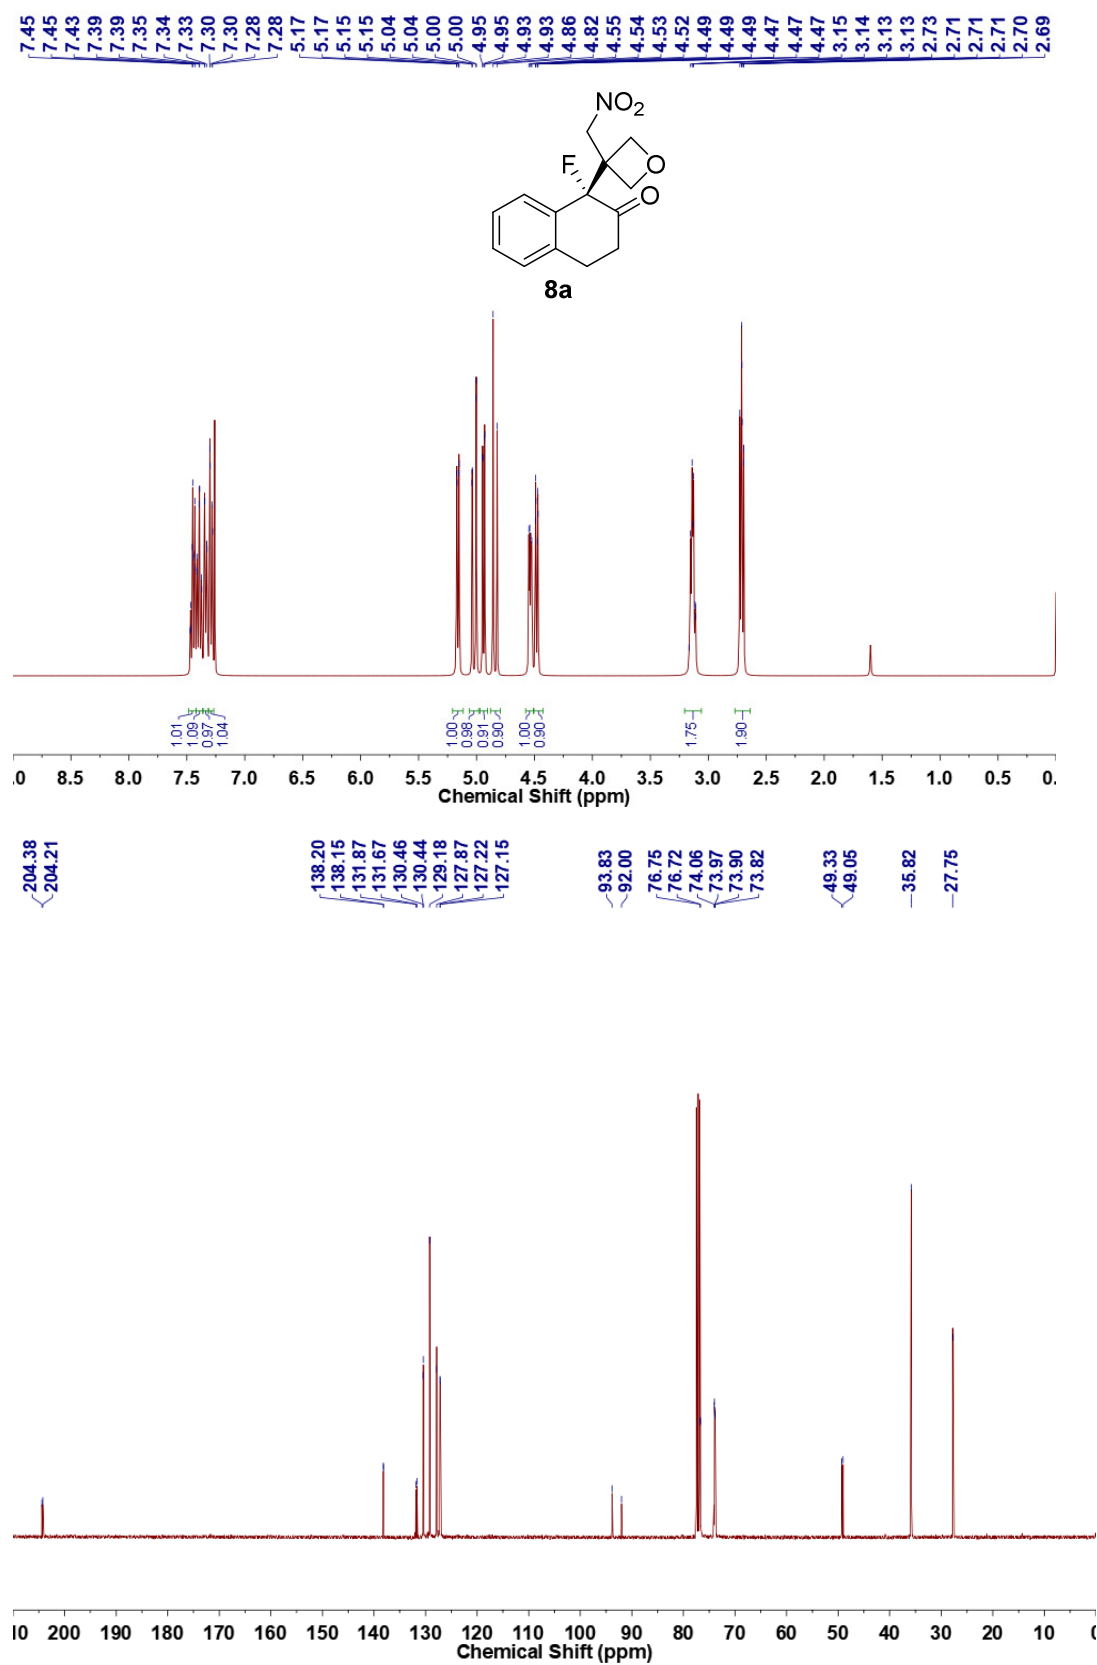 7.45 7.45 7.43 7.39 7.39 7.35 7.34 7.33 7.30 7.30 7.28 7.28 5.17 5.17 5.15 5.15 5.04 5.04 5.00 5.00 4.95 4.95 4.93 4.93 4.86 4.82 4.55 4.54 4.53 4.52 4.49 4.49 4.49 4.47 4.47 4.47 3.15 3.14 3.13 3.13 2.73 2.71 2.71 2.71 2.70 2.69
NO2
F
O
O
8a
1.01 1.09 0.97 1.04 1.00 0.98 0.91 0.90 1.00 0.90 1.75 1.90
.0 8.5 8.0 7.5 7.0 6.5 6.0 5.5 5.0 4.5 4.0 3.5 3.0 2.5 2.0 1.5 1.0 0.5 0.
Chemical Shift (ppm)
204.38 204.21 138.20 138.15 131.87 131.67 130.46 130.44 129.18 127.87 127.22 127.15 93.83 92.00 76.75 76.72 74.06 73.97 73.90 73.82 49.33 49.05 35.82 27.75
10 200 190 180 170 160 150 140 130 120 110 100 90 80 70 60 50 40 30 20 10 0
Chemical Shift (ppm)